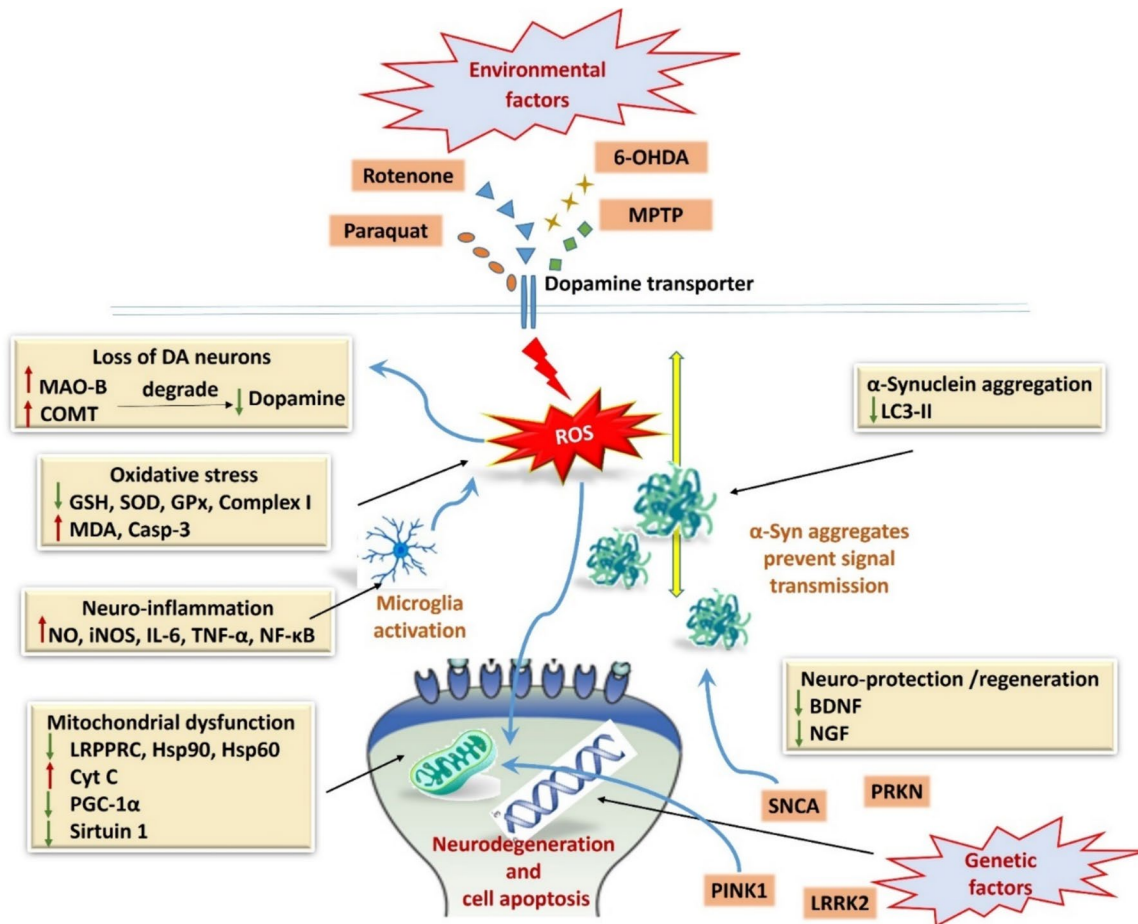 Environmental
factors
Rotenone
6-OHDA
Paraquat
MPTP
Dopamine transporter
Loss of DA neurons
MAO-B
degrade
Dopamine
COMT
ROS
α-Synuclein aggregation
LC3-II
Oxidative stress
GSH, SOD, GPx, Complex I
MDA, Casp-3
α-Syn aggregates
prevent signal
transmission
Neuro-inflammation
NO, iNOS, IL-6, TNF-α, NF-κB
Microglia
activation
Mitochondrial dysfunction
LRPPRC, Hsp90, Hsp60
Cyt C
PGC-1α
Sirtuin 1
Neuro-protection /regeneration
BDNF
NGF
SNCA
PRKN
Neurodegeneration
and
cell apoptosis
PINK1
LRRK2
Genetic
factors